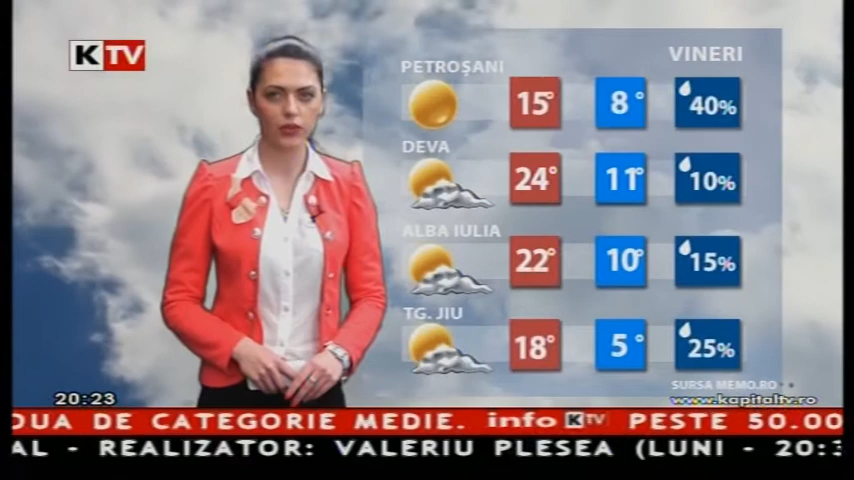 KTV
VINERI
PETROȘANI
15° 8° 40%
DEVA
24° 11° 10%
ALBA IULIA
22° 10° 15%
TG. JIU
18° 5° 25%
SURSA MEMO.RO
20:23
www.kapitaltv.ro
OUA DE CATEGORIE MEDIE. info KTV PESTE 50.00
AL - REALIZATOR: VALERIU PLESEA (LUNI - 20:3